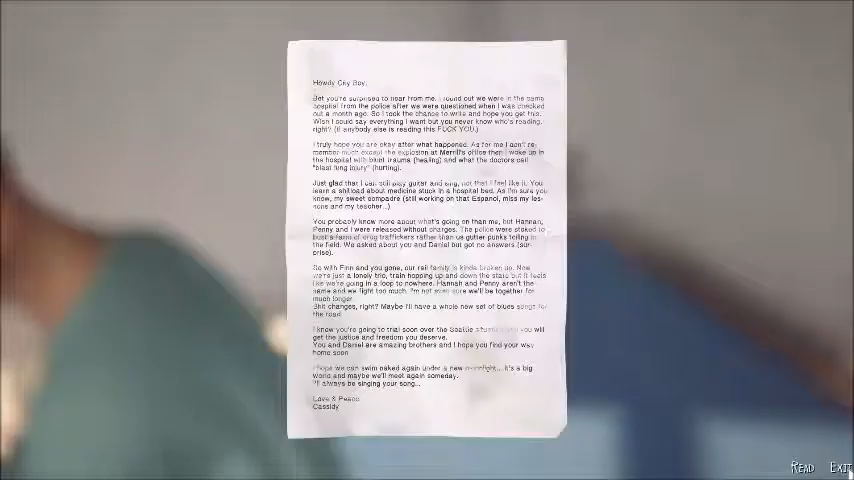 Howdy City Boy,
Bet you're surprised to hear from me. I found out we were in the same
hospital from the police after we were questioned when I was checked
out a month ago. So I took the chance to write and hope you get this.
Wish I could say everything I want but you never know who's reading,
right? (If anybody else is reading this FUCK YOU.)
I truly hope you are okay after what happened. As for me I don't re-
member much except the explosion at Merrill's office then I woke up in
the hospital with blunt trauma (healing) and what the doctors call
"blast lung injury" (hurting).
Just glad that I can still play guitar and sing, not that I feel like it. You
learn a shitload about medicine stuck in a hospital bed. As I'm sure you
know, my sweet compadre (still working on that Espanol, miss my les-
sons and my teacher...)
You probably know more about what's going on than me, but Hannah,
Penny and I were released without charges. The police were stoked to
bust a farm of drug traffickers rather than us gutter punks toiling in
the field. We asked about you and Daniel but got no answers (sur-
prise).
So with Finn and you gone, our rail family is kinda broken up. Now
we're just a lonely trio, train hopping up and down the state but it feels
like we're going in a loop to nowhere. Hannah and Penny aren't the
same and we fight too much. I'm not even sure we'll be together for
much longer.
Shit changes, right? Maybe I'll have a whole new set of blues songs for
the road.
I know you're going to trial soon over the Seattle you will
get the justice and freedom you deserve.
You and Daniel are amazing brothers and I hope you find your way
home soon
I hope we can swim naked again under a new moonlight... It's a big
world and maybe we'll meet again someday.
I'll always be singing your song...
Love & Peace
Cassidy
READ EXIT